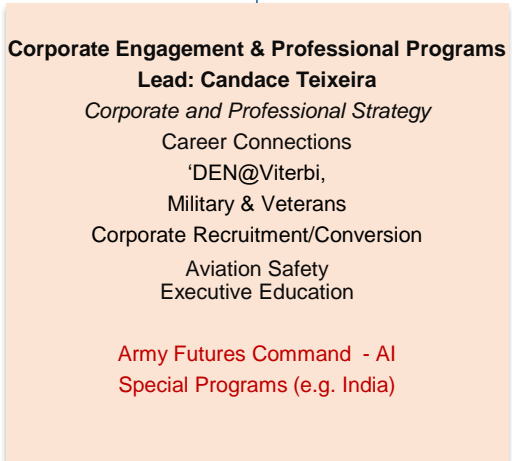 Corporate Engagement & Professional Programs
Lead: Candace Teixeira
Corporate and Professional Strategy
Career Connections
‘DEN@Viterbi,
Military & Veterans
Corporate Recruitment/Conversion
Aviation Safety
Executive Education
Army Futures Command  - AI
Special Programs (e.g. India)